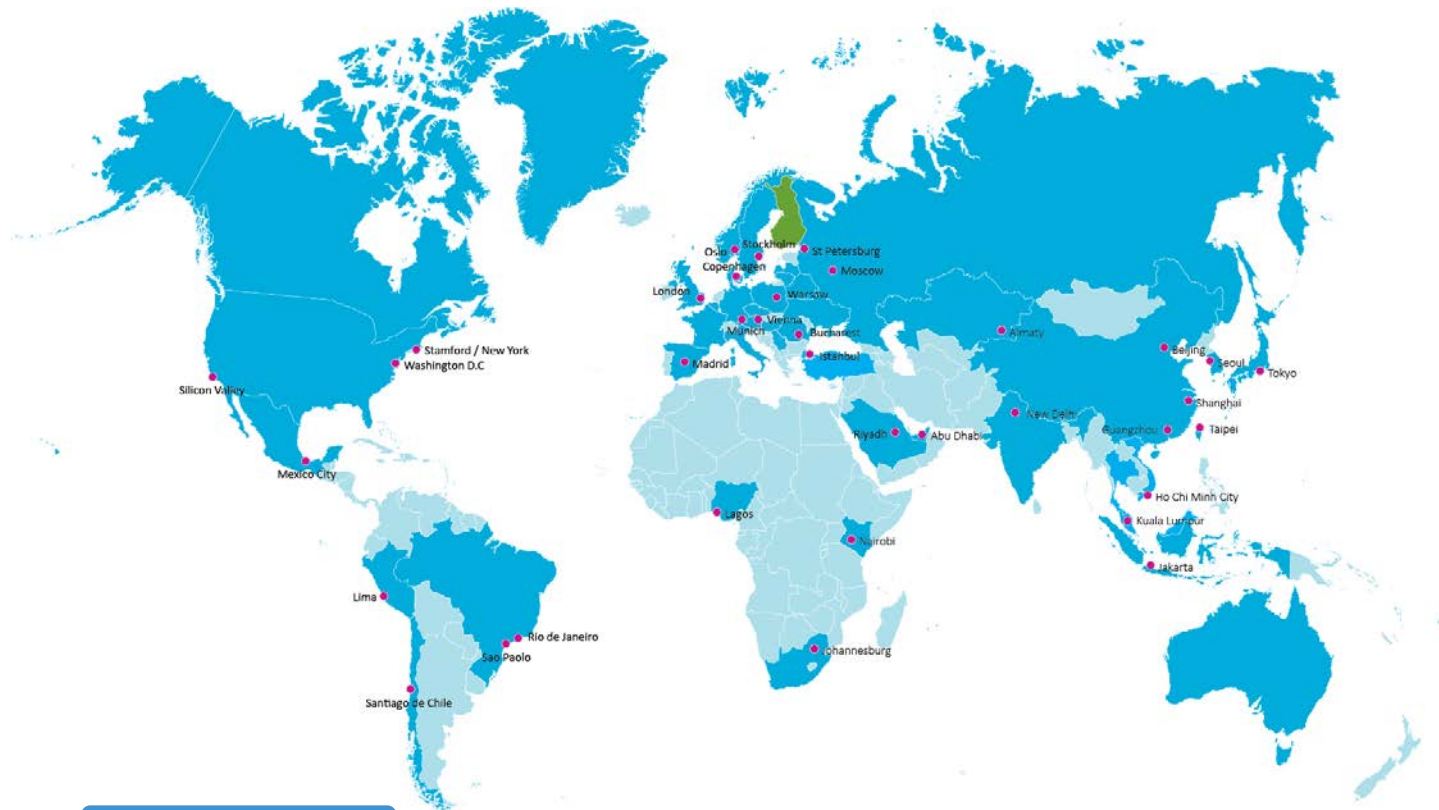 Stockholm
Oslo
St Petersburg
Copenhagen
Moscow
London
Warsaw
Vienna
Munich
Bucharest
Almaty
Stamford / New York
Beijing
Istanbul
Seoul
Washington D.C
Madrid
Tokyo
Silicon Valley
Shanghai
New Delhi
Guangzhou
Taipei
Riyadh
Abu Dhabi
Mexico City
Ho Chi Minh City
Lagos
Kuala Lumpur
Nairobi
Jakarta
Lima
Rio de Janeiro
Sao Paolo
Johannesburg
Santiago de Chile